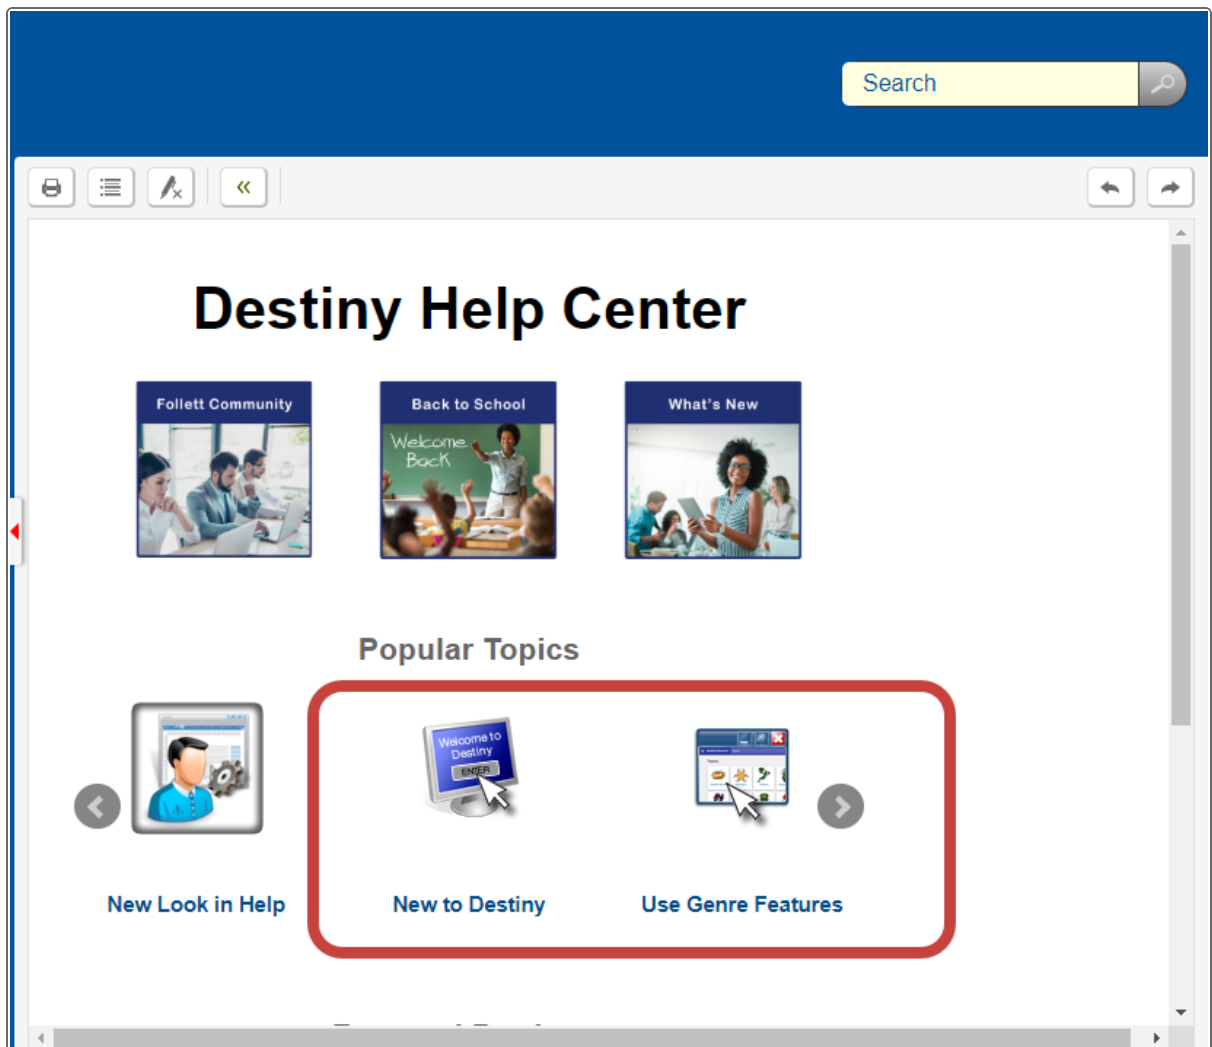 Search
Destiny Help Center
Follett Community
Back to School
What's New
Welcome
Back
Popular Topics
Welcome to
Destiny
ENTER
Topics
New Look in Help
New to Destiny
Use Genre Features